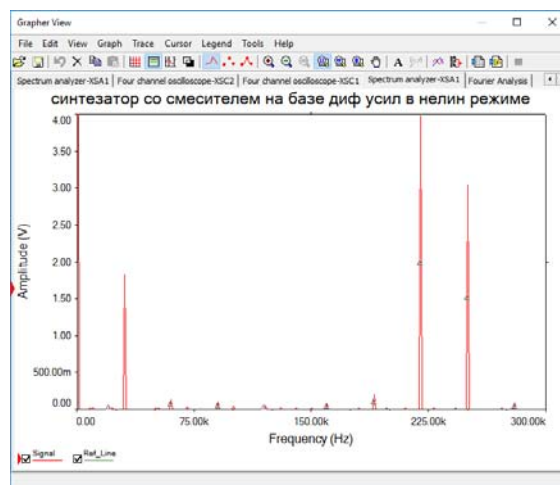 Grapher View
File Edit View Graph Trace Cursor Legend Tools Help
Spectrum analyzer-XSA1 Four channel oscilloscope-XSC2 Four channel oscilloscope-XSC1 Spectrum analyzer-XSA1 Fourier Analysis
синтезатор со смесителем на базе диф усил в нелин режиме
4.00
3.50
3.00
2.50
2.00
1.50
1.00
500.00m
0.00
Amplitude (V)
0.00 75.00k 150.00k 225.00k 300.00k
Frequency (Hz)
Signal Ref_Line